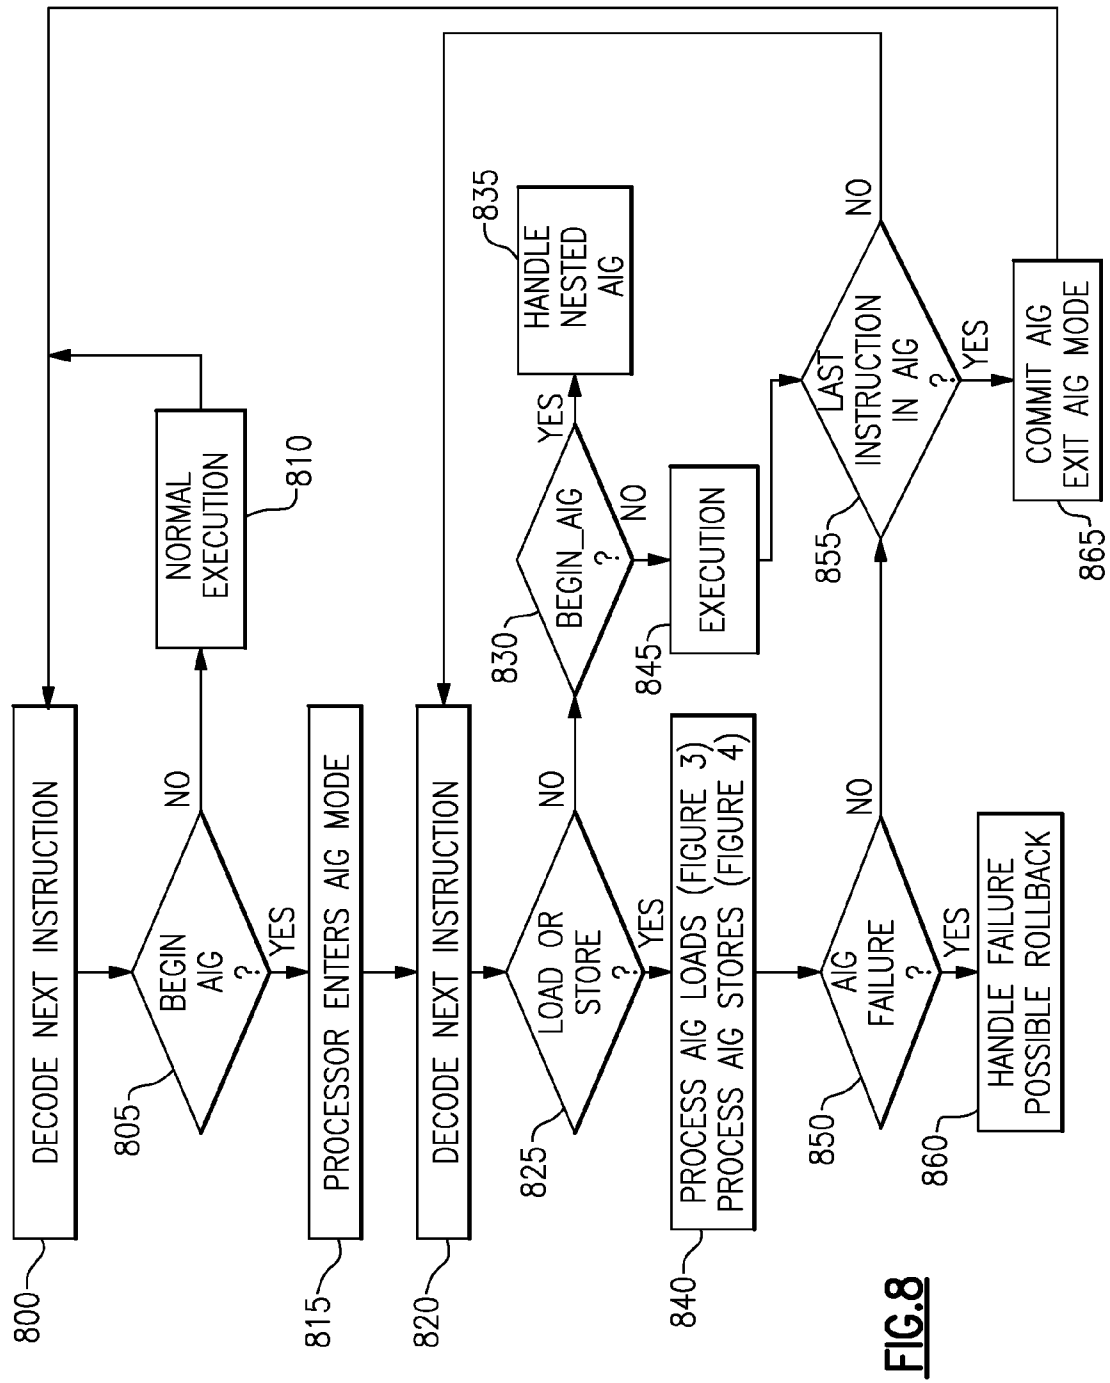 800
DECODE NEXT INSTRUCTION
805
BEGIN
AIG
?
NO
YES
NORMAL
EXECUTION
810
815
PROCESSOR ENTERS AIG MODE
820
DECODE NEXT INSTRUCTION
825
LOAD OR
STORE
?
NO
YES
830
BEGIN_AIG
?
YES
NO
HANDLE
NESTED
AIG
835
840
PROCESS AIG LOADS (FIGURE 3)
PROCESS AIG STORES (FIGURE 4)
845
EXECUTION
850
AIG
FAILURE
?
NO
YES
855
LAST
INSTRUCTION
IN AIG
?
NO
YES
860
HANDLE FAILURE
POSSIBLE ROLLBACK
865
COMMIT AIG
EXIT AIG MODE
FIG.8